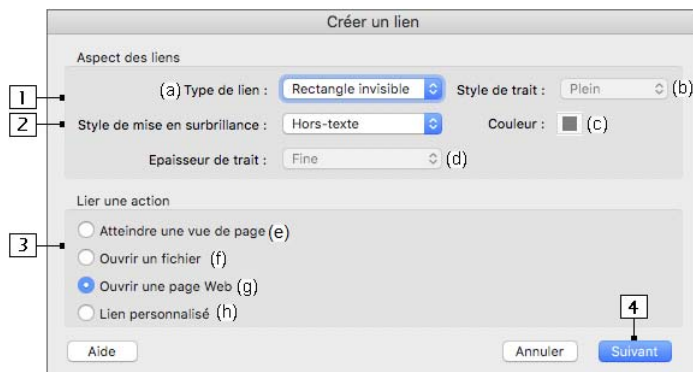 Créer un lien
Aspect des liens
1 (a) Type de lien : Rectangle invisible Style de trait : Plein (b)
2 Style de mise en surbrillance : Hors-texte Couleur : (c)
Epaisseur de trait : Fine (d)
Lier une action
Atteindre une vue de page (e)
3
Ouvrir un fichier (f)
Ouvrir une page Web (g)
Lien personnalisé (h)
4
Aide Annuler Suivant